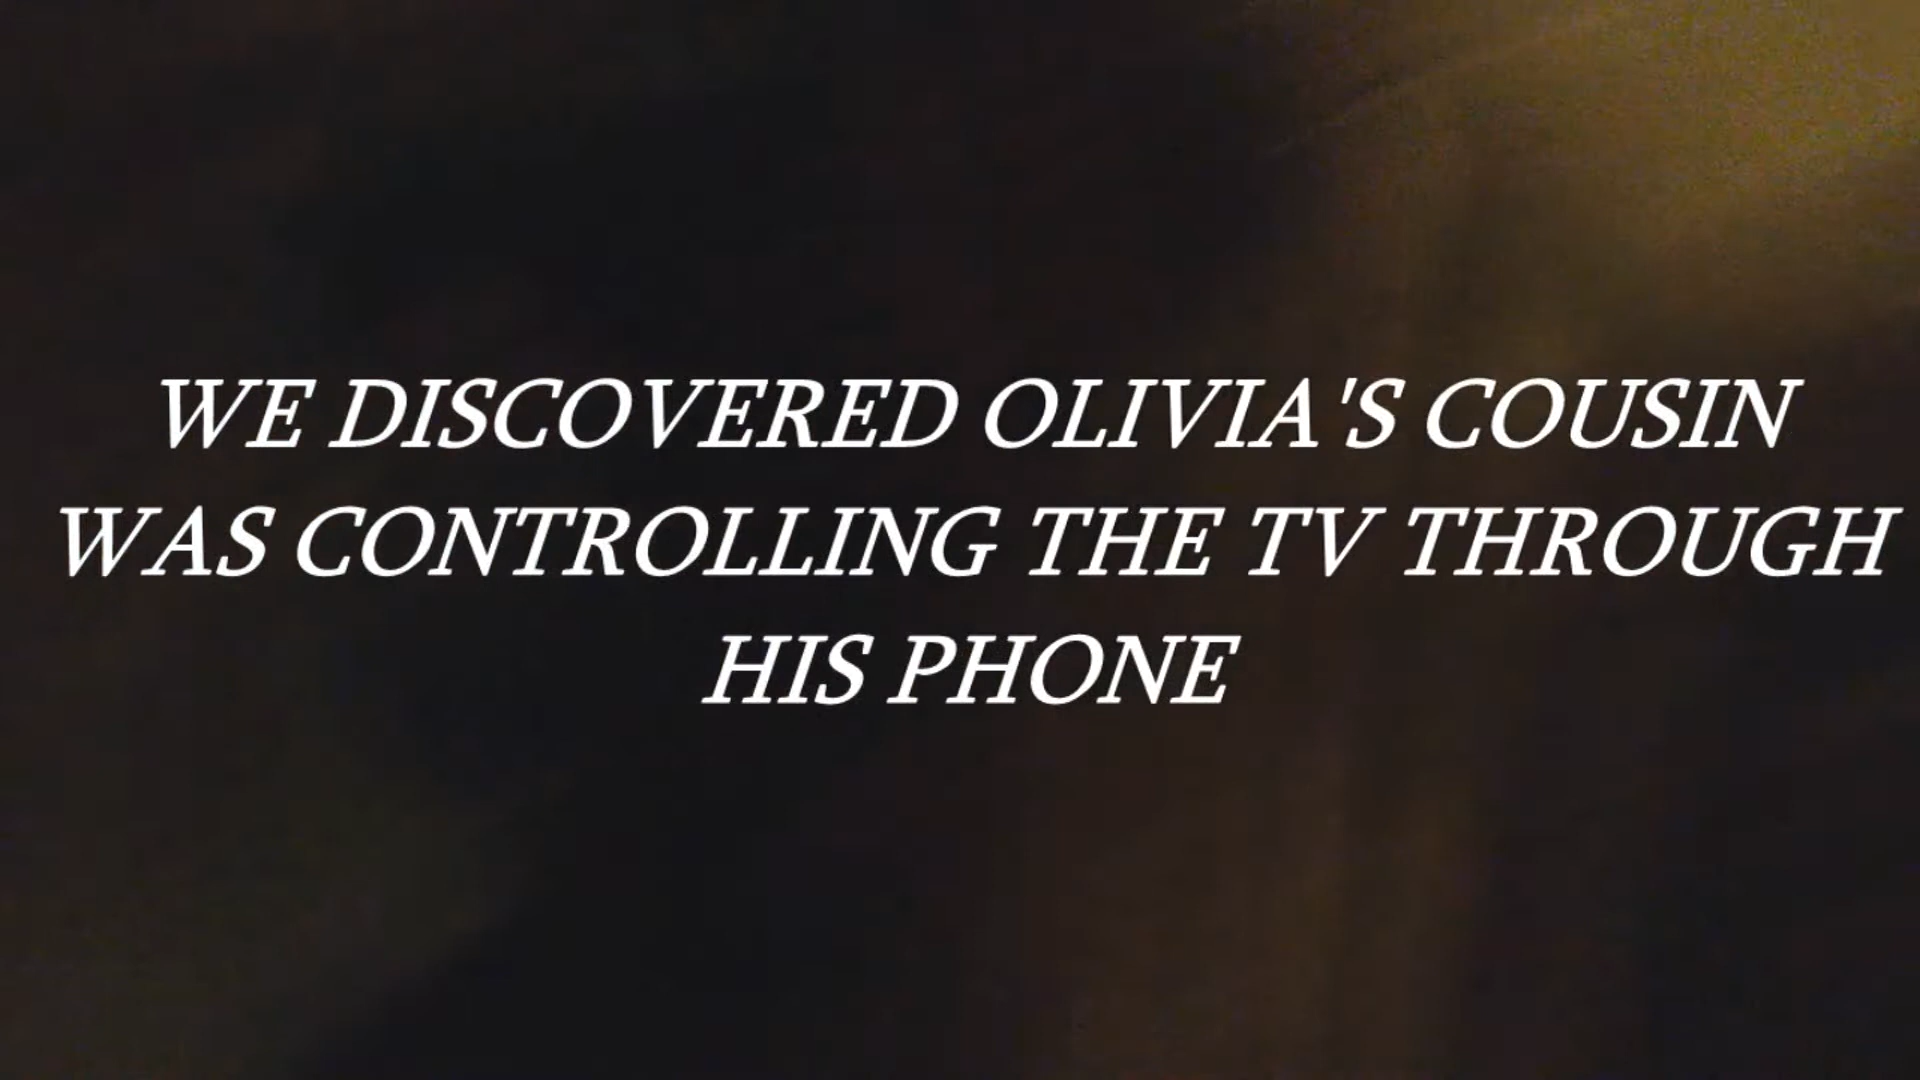 WE DISCOVERED OLIVIA'S COUSIN
WAS CONTROLLING THE TV THROUGH
HIS PHONE